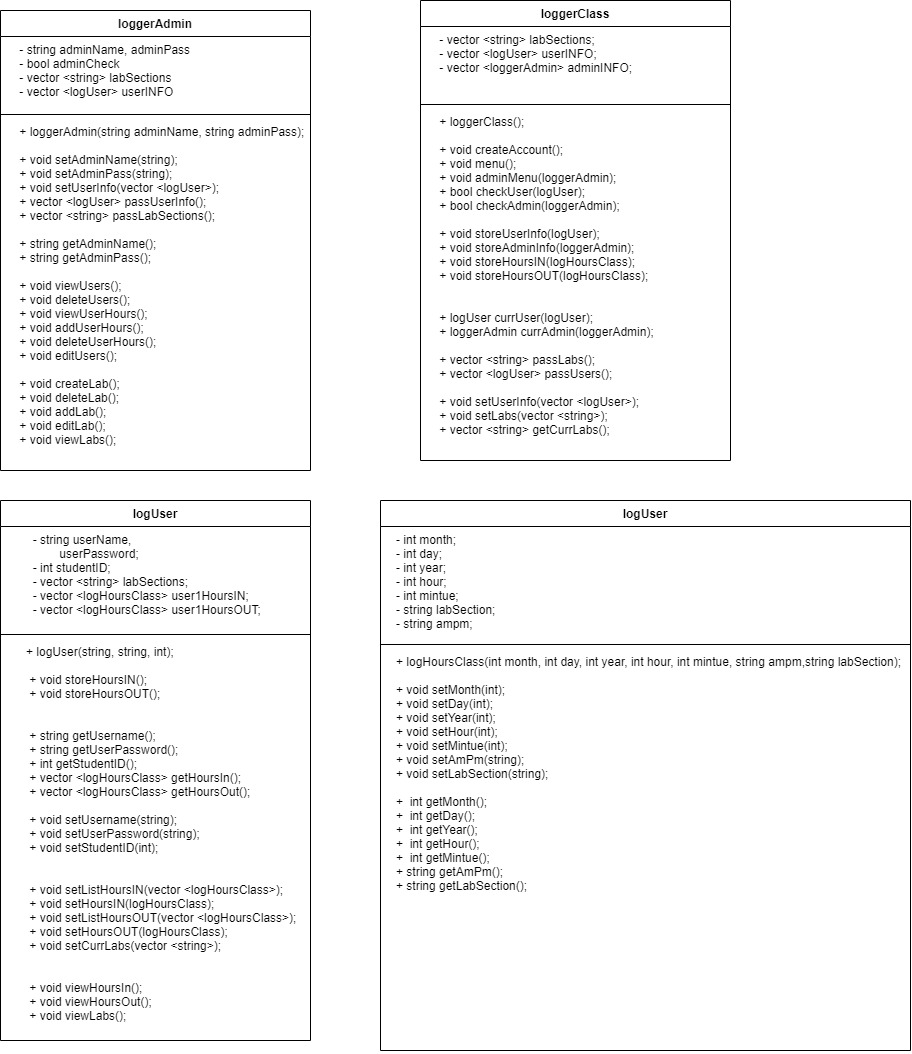 loggerAdmin
- string adminName, adminPass
- bool adminCheck
- vector <string> labSections
- vector <logUser> userINFO
+ loggerAdmin(string adminName, string adminPass);
+ void setAdminName(string);
+ void setAdminPass(string);
+ void setUserInfo(vector <logUser>);
+ vector <logUser> passUserInfo();
+ vector <string> passLabSections();
+ string getAdminName();
+ string getAdminPass();
+ void viewUsers();
+ void deleteUsers();
+ void viewUserHours();
+ void addUserHours();
+ void deleteUserHours();
+ void editUsers();
+ void createLab();
+ void deleteLab();
+ void addLab();
+ void editLab();
+ void viewLabs();
loggerClass
- vector <string> labSections;
- vector <logUser> userINFO;
- vector <loggerAdmin> adminINFO;
+ loggerClass();
+ void createAccount();
+ void menu();
+ void adminMenu(loggerAdmin);
+ bool checkUser(logUser);
+ bool checkAdmin(loggerAdmin);
+ void storeUserInfo(logUser);
+ void storeAdminInfo(loggerAdmin);
+ void storeHoursIN(logHoursClass);
+ void storeHoursOUT(logHoursClass);
+ logUser currUser(logUser);
+ loggerAdmin currAdmin(loggerAdmin);
+ vector <string> passLabs();
+ vector <logUser> passUsers();
+ void setUserInfo(vector <logUser>);
+ void setLabs(vector <string>);
+ vector <string> getCurrLabs();
logUser
- string userName,
userPassword;
- int studentID;
- vector <string> labSections;
- vector <logHoursClass> user1HoursIN;
- vector <logHoursClass> user1HoursOUT;
+ logUser(string, string, int);
+ void storeHoursIN();
+ void storeHoursOUT();
+ string getUsername();
+ string getUserPassword();
+ int getStudentID();
+ vector <logHoursClass> getHoursIn();
+ vector <logHoursClass> getHoursOut();
+ void setUsername(string);
+ void setUserPassword(string);
+ void setStudentID(int);
+ void setListHoursIN(vector <logHoursClass>);
+ void setHoursIN(logHoursClass);
+ void setListHoursOUT(vector <logHoursClass>);
+ void setHoursOUT(logHoursClass);
+ void setCurrLabs(vector <string>);
+ void viewHoursIn();
+ void viewHoursOut();
+ void viewLabs();
logUser
- int month;
- int day;
- int year;
- int hour;
- int mintue;
- string labSection;
- string ampm;
+ logHoursClass(int month, int day, int year, int hour, int mintue, string ampm,string labSection);
+ void setMonth(int);
+ void setDay(int);
+ void setYear(int);
+ void setHour(int);
+ void setMintue(int);
+ void setAmPm(string);
+ void setLabSection(string);
+  int getMonth();
+  int getDay();
+  int getYear();
+  int getHour();
+  int getMintue();
+ string getAmPm();
+ string getLabSection();